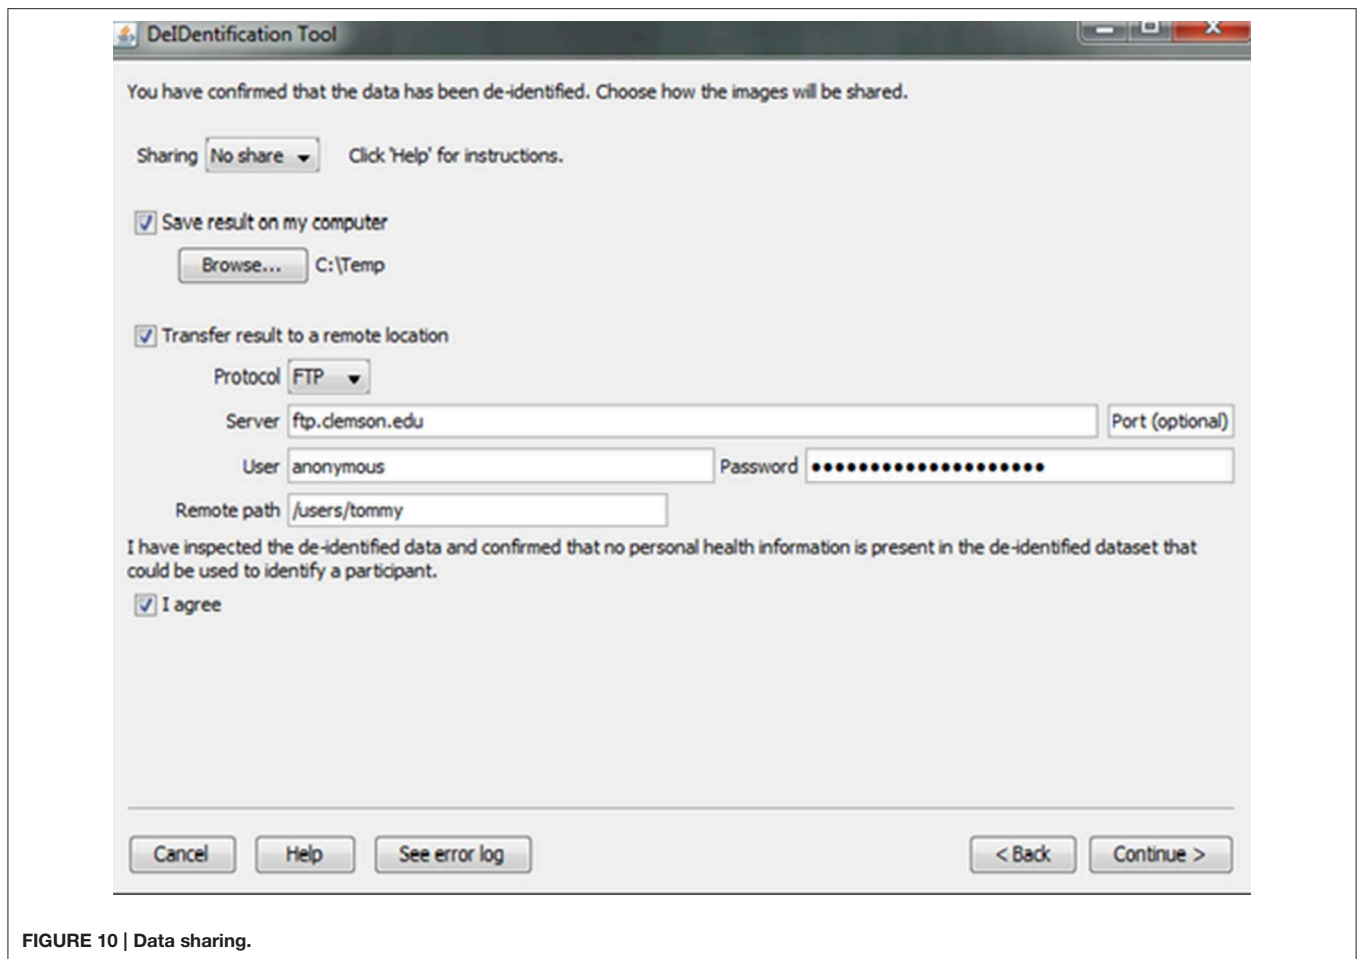 DeIDentification Tool
You have confirmed that the data has been de-identified. Choose how the images will be shared.
Sharing No share Click 'Help' for instructions.
Save result on my computer
Browse... C:\Temp
Transfer result to a remote location
Protocol FTP
Server ftp.clemson.edu Port (optional)
User anonymous Password ••••••••••••••••••••
Remote path /users/tommy
I have inspected the de-identified data and confirmed that no personal health information is present in the de-identified dataset that
could be used to identify a participant.
I agree
Cancel Help See error log < Back Continue >
FIGURE 10 | Data sharing.